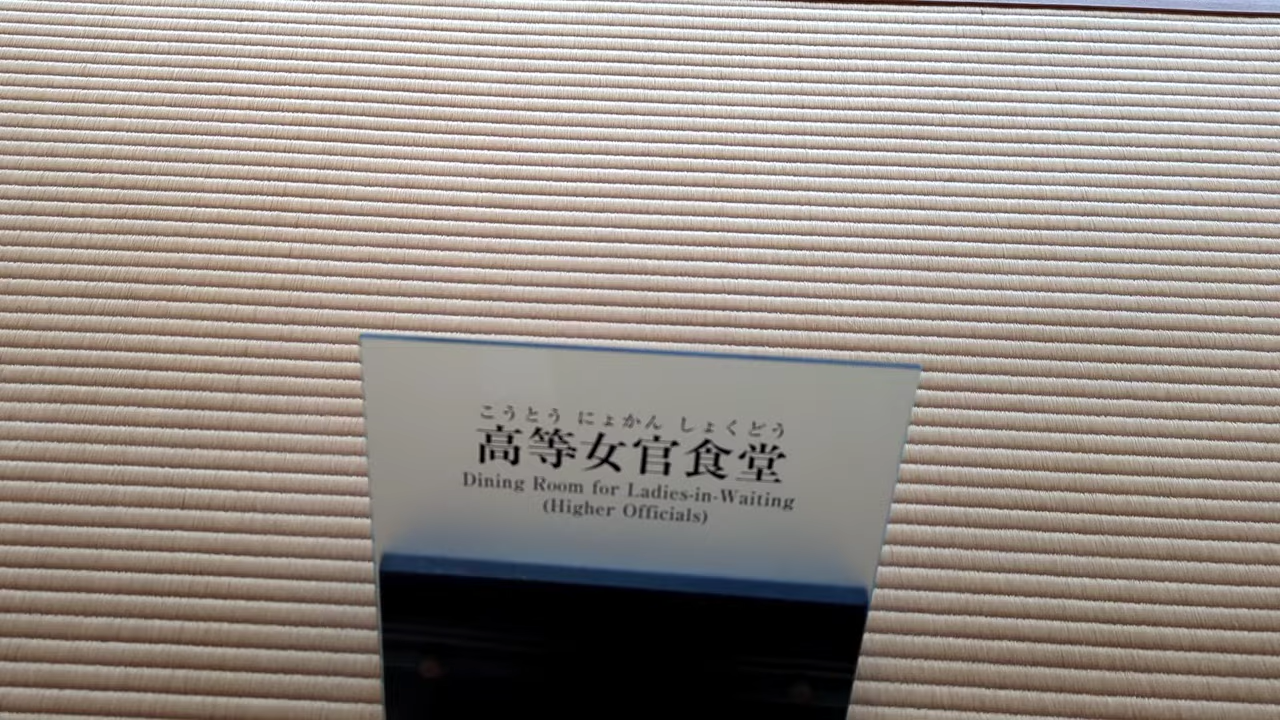 こうとう にょかん しょくどう
高等女官食堂
Dining Room for Ladies-in-Waiting
(Higher Officials)